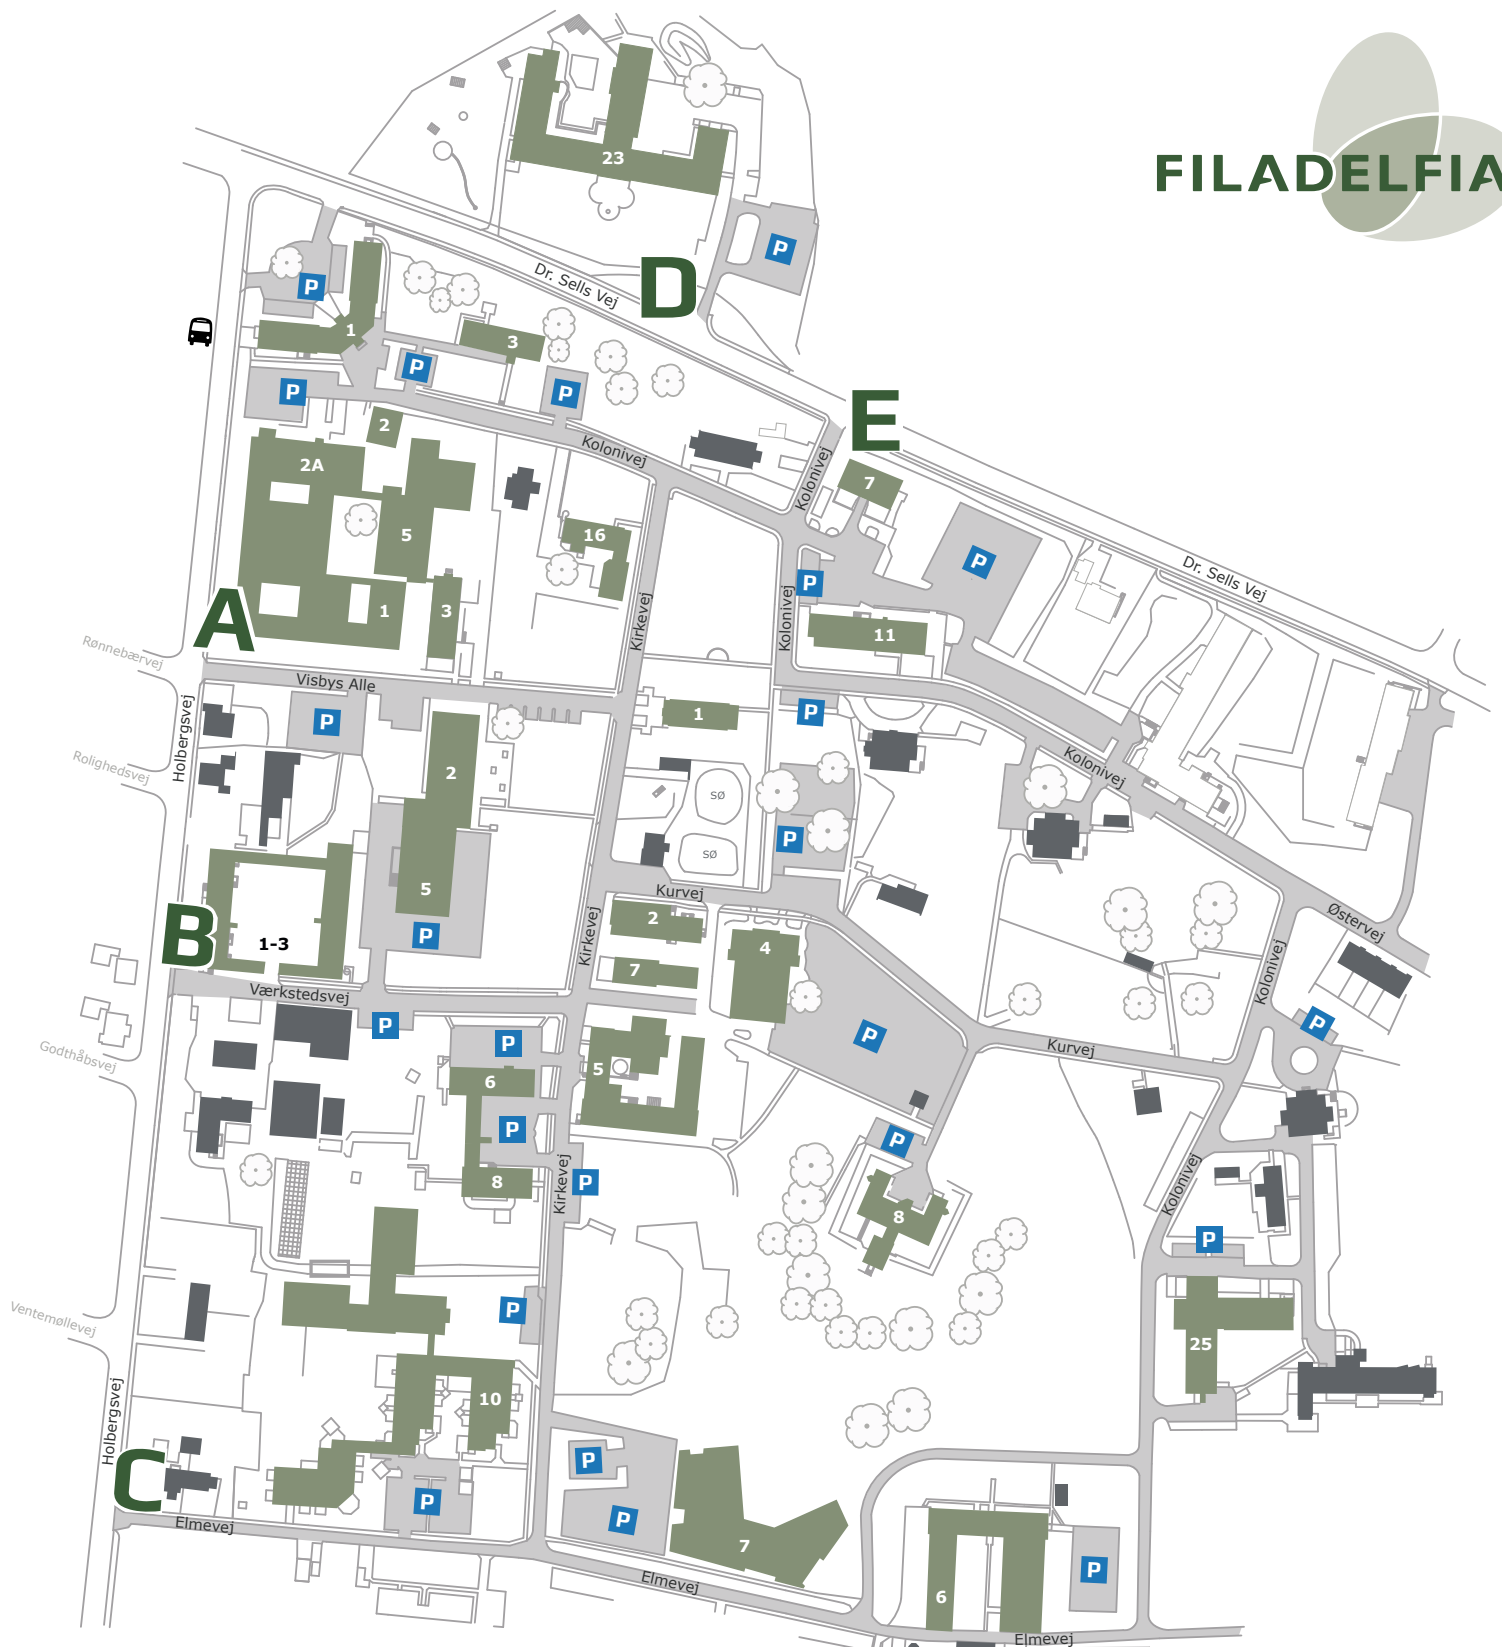 FILADELFIA
23
P
Dr. Sells Vej
D
P
1
3
P
P
P
E
2
Kolonivej
2A
Kolonivej
7
5
16
P
P
Dr. Sells Vej
A
1
3
Kirkevej
Kolonivej
11
Rønnebærvej
Visbys Alle
Holbergsvej
P
1
P
Rolighedsvej
2
SØ
Kolonivej
P
SØ
5
Kurvej
B
1-3
P
2
Kirkevej
4
7
Østervej
Kolonivej
Værkstedsvej
P
P
P
P
Godthåbsvej
5
Kurvej
6
P
P
Kirkevej
P
8
8
Kolonivej
P
Ventemøllevej
P
25
10
Holbergsvej
C
P
P
P
Elmevej
7
Elmevej
6
P
Elmevej